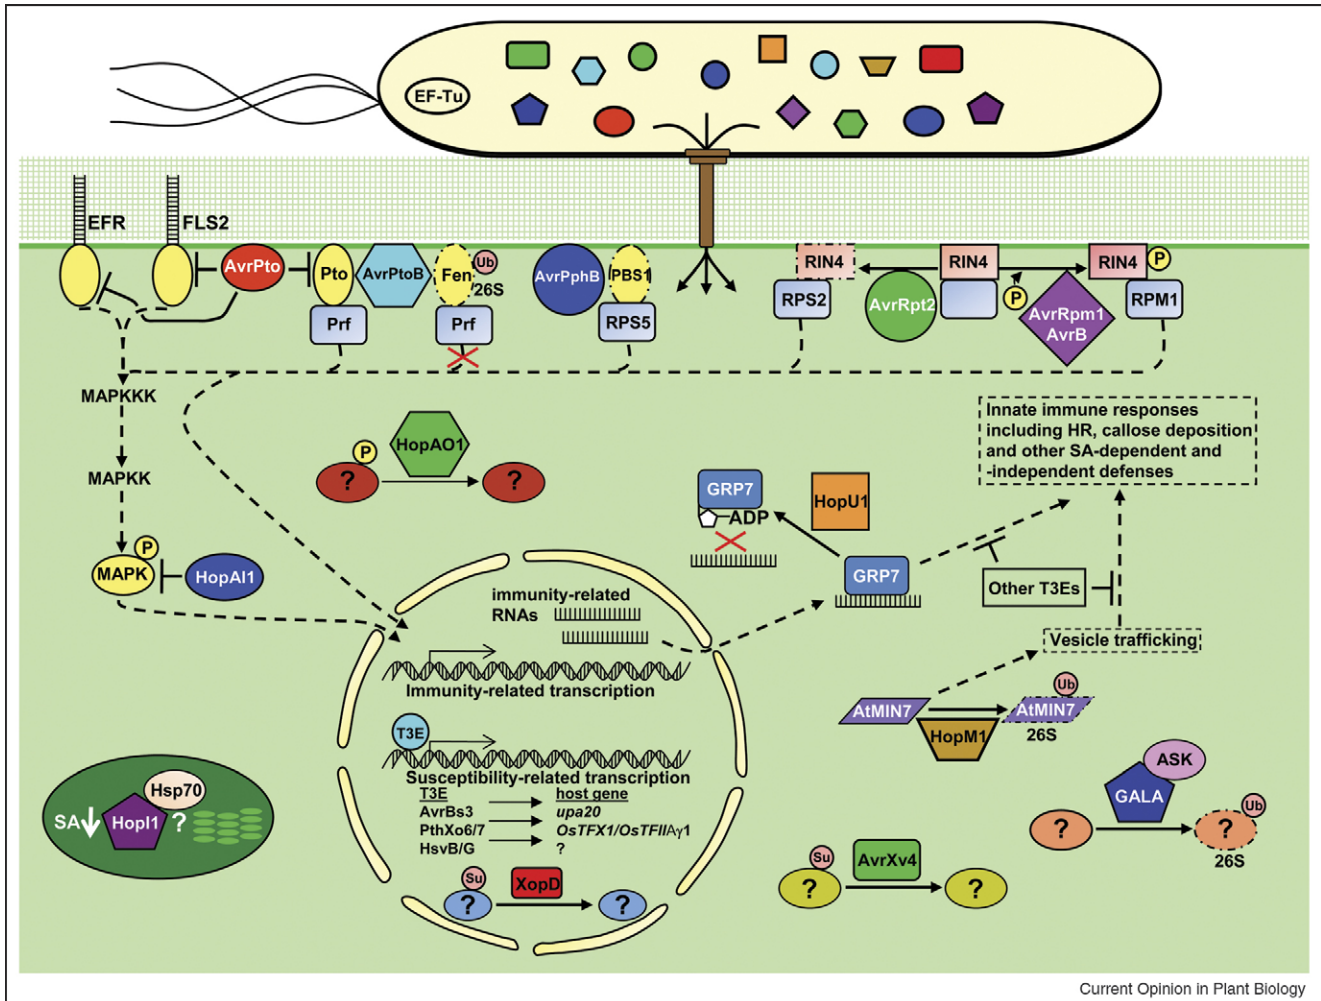 EF-Tu
EFR
FLS2
AvrPto
Pto
AvrPtoB
Fen
Ub
26S
AvrPphB
PBS1
RIN4
RIN4
RIN4
P
Prf
Prf
RPS5
RPS2
AvrRpt2
P
AvrRpm1
AvrB
RPM1
MAPKKK
MAPKK
P
MAPK
HopAI1
P
?
HopAO1
?
Innate immune responses
including HR, callose deposition
and other SA-dependent and
-independent defenses
GRP7
ADP
HopU1
GRP7
Other T3Es
Vesicle trafficking
immunity-related
RNAs
Immunity-related transcription
T3E
Susceptibility-related transcription
T3E host gene
AvrBs3 upa20
PthXo6/7 OsTFX1/OsTFIIAγ1
HsvB/G ?
Su
?
XopD
?
AtMIN7
HopM1
Ub
AtMIN7
26S
ASK
GALA
?
Ub
?
26S
Su
?
AvrXv4
?
SA
HopI1
Hsp70
?
Current Opinion in Plant Biology